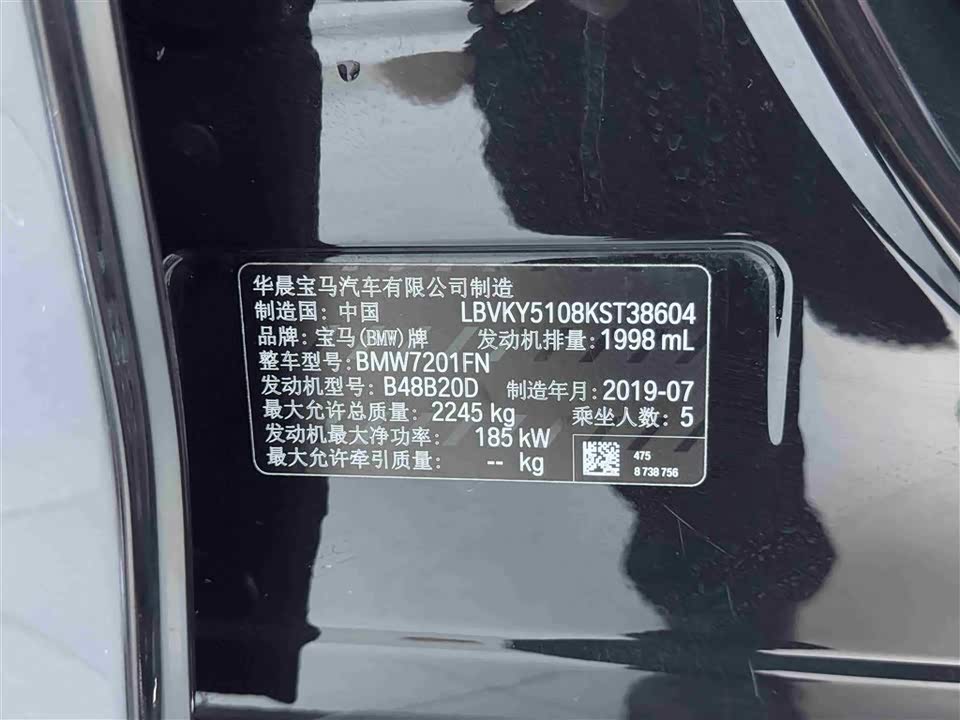 华晨宝马汽车有限公司制造
制造国：中国 LBVKY5108KST38604
品牌：宝马(BMW)牌 发动机排量：1998 mL
整车型号：BMW7201FN
发动机型号：B48B20D 制造年月：2019-07
最大允许总质量：2245 kg 乘坐人数：5
发动机最大净功率：185 kW
最大允许牵引质量：-- kg
475
8 738 756